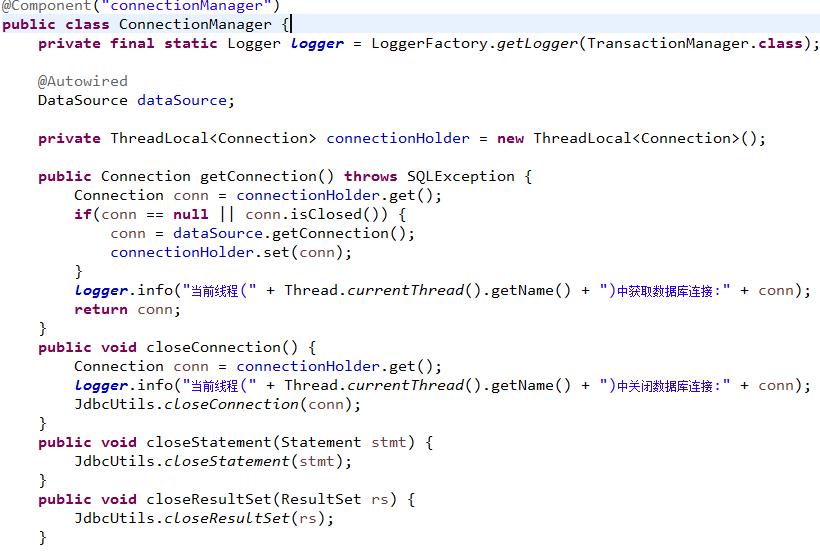 @Component("connectionManager")
public class ConnectionManager {
    private final static Logger logger = LoggerFactory.getLogger(TransactionManager.class);
    @Autowired
    DataSource dataSource;
    private ThreadLocal<Connection> connectionHolder = new ThreadLocal<Connection>();
    public Connection getConnection() throws SQLException {
        Connection conn = connectionHolder.get();
        if(conn == null || conn.isClosed()) {
            conn = dataSource.getConnection();
            connectionHolder.set(conn);
        }
        logger.info("当前线程(" + Thread.currentThread().getName() + ")中获取数据库连接:" + conn);
        return conn;
    }
    public void closeConnection() {
        Connection conn = connectionHolder.get();
        logger.info("当前线程(" + Thread.currentThread().getName() + ")中关闭数据库连接:" + conn);
        JdbcUtils.closeConnection(conn);
    }
    public void closeStatement(Statement stmt) {
        JdbcUtils.closeStatement(stmt);
    }
    public void closeResultSet(ResultSet rs) {
        JdbcUtils.closeResultSet(rs);
    }